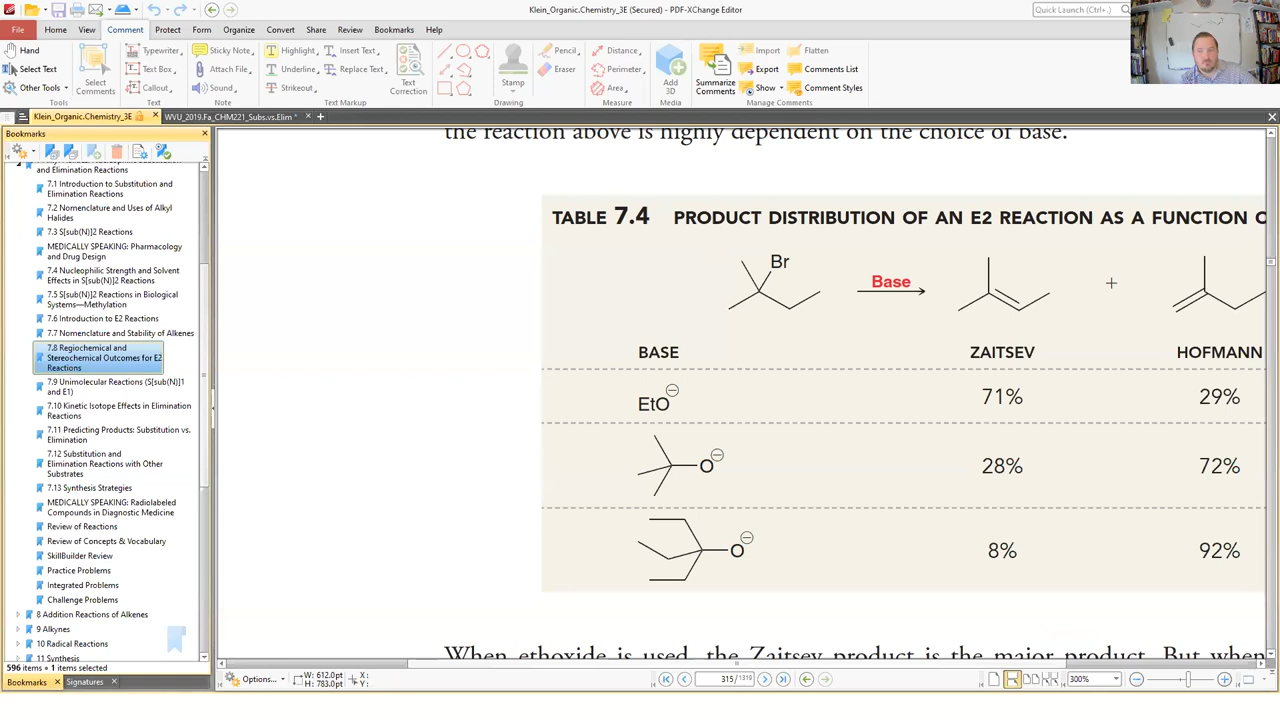 Klein_Organic.Chemistry_3E (Secured) - PDF-XChange Editor
Quick Launch (Ctrl+.)
File Home View Comment Protect Form Organize Convert Share Review Bookmarks Help
Hand
Select Text
Other Tools
Tools
Select Comments
Typewriter
Text Box
Callout
Text
Sticky Note
Attach File
Sound
Note
Highlight
Underline
Strikeout
Insert Text
Replace Text
Text Correction
Text Markup
Stamp
Drawing
Pencil
Eraser
Distance
Perimeter
Area
Measure
Add 3D
Media
Summarize Comments
Import
Export
Show
Flatten
Comments List
Comment Styles
Manage Comments
Klein_Organic.Chemistry_3E
WVU_2019.Fa_CHM221_Subs.vs.Elim *
Bookmarks
and Elimination Reactions
7.1 Introduction to Substitution and
Elimination Reactions
7.2 Nomenclature and Uses of Alkyl
Halides
7.3 S[sub(N)]2 Reactions
MEDICALLY SPEAKING: Pharmacology
and Drug Design
7.4 Nucleophilic Strength and Solvent
Effects in S[sub(N)]2 Reactions
7.5 S[sub(N)]2 Reactions in Biological
Systems—Methylation
7.6 Introduction to E2 Reactions
7.7 Nomenclature and Stability of Alkenes
7.8 Regiochemical and
Stereochemical Outcomes for E2
Reactions
7.9 Unimolecular Reactions (S[sub(N)]1
and E1)
7.10 Kinetic Isotope Effects in Elimination
Reactions
7.11 Predicting Products: Substitution vs.
Elimination
7.12 Substitution and
Elimination Reactions with Other
Substrates
7.13 Synthesis Strategies
MEDICALLY SPEAKING: Radiolabeled
Compounds in Diagnostic Medicine
Review of Reactions
Review of Concepts & Vocabulary
SkillBuilder Review
Practice Problems
Integrated Problems
Challenge Problems
8 Addition Reactions of Alkenes
9 Alkynes
10 Radical Reactions
11 Synthesis
596 items • 1 items selected
Bookmarks Signatures
the reaction above is highly dependent on the choice of base.
TABLE 7.4 PRODUCT DISTRIBUTION OF AN E2 REACTION AS A FUNCTION O
Br
Base
+
BASE ZAITSEV HOFMANN
EtO⊖ 71% 29%
O⊖ 28% 72%
O⊖ 8% 92%
When ethoxide is used, the Zaitsev product is the major product. But when
Options...
W: 612.0pt
H: 783.0pt
X:
Y:
315 / 1319
300%